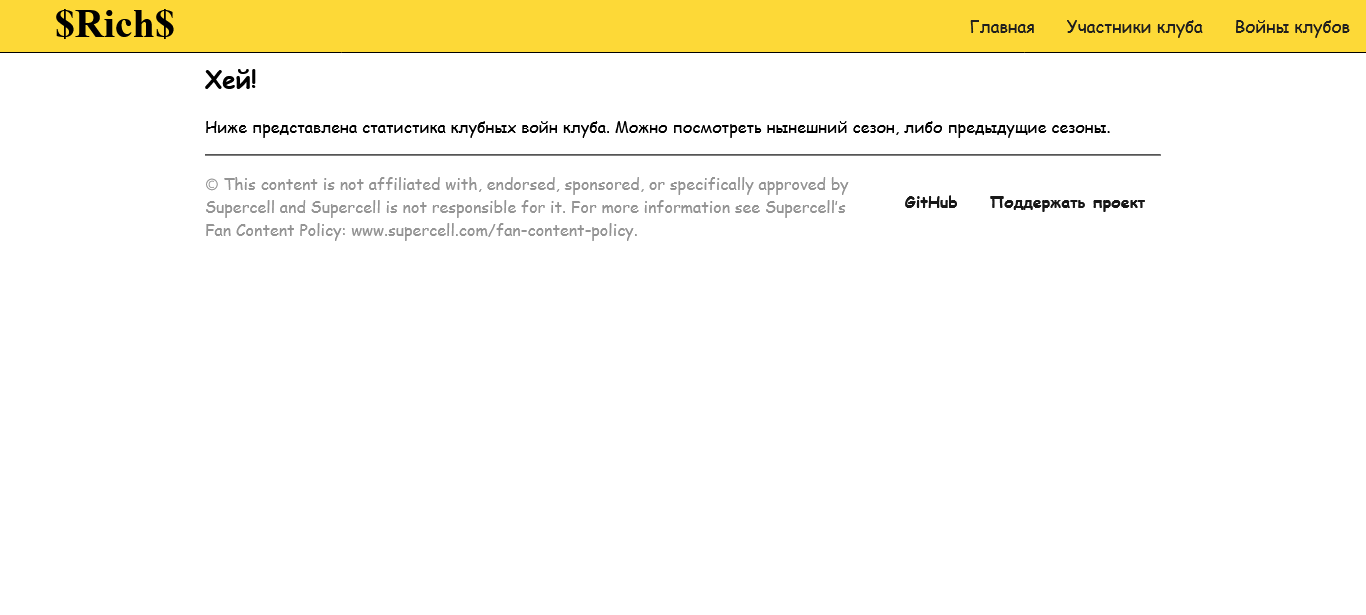 $Rich$
Главная Участники клуба Войны клубов
Хей!
Ниже представлена статистика клубных войн клуба. Можно посмотреть нынешний сезон, либо предыдущие сезоны.
© This content is not affiliated with, endorsed, sponsored, or specifically approved by
Supercell and Supercell is not responsible for it. For more information see Supercell's
Fan Content Policy: www.supercell.com/fan-content-policy.
GitHub Поддержать проект